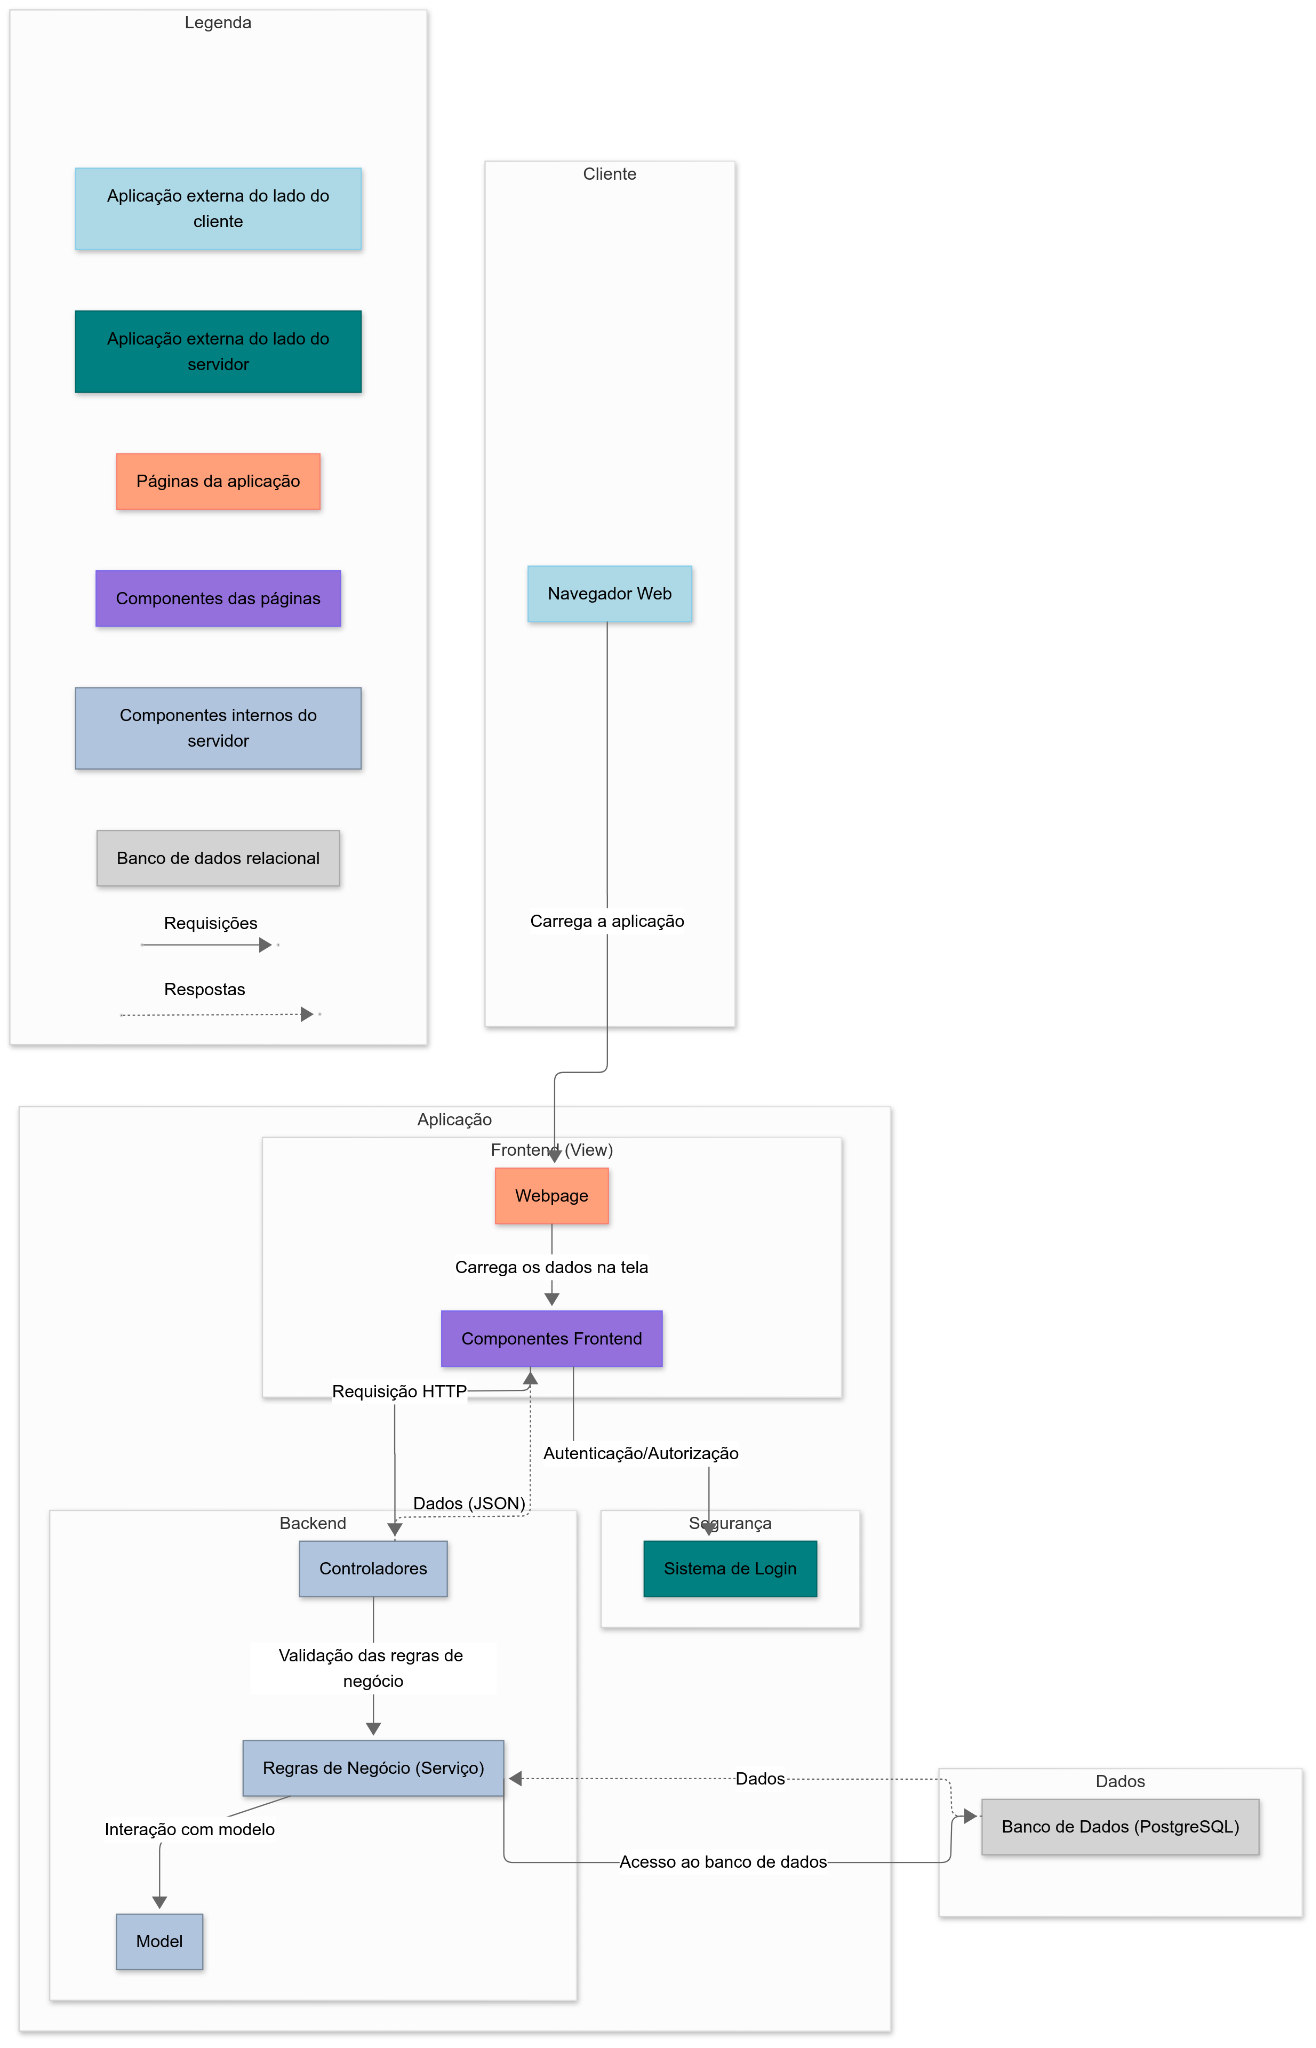 Legenda
Aplicação externa do lado do
cliente
Aplicação externa do lado do
servidor
Páginas da aplicação
Componentes das páginas
Componentes internos do
servidor
Banco de dados relacional
Requisições
Respostas
Cliente
Navegador Web
Carrega a aplicação
Aplicação
Frontend (View)
Webpage
Carrega os dados na tela
Componentes Frontend
Requisição HTTP
Autenticação/Autorização
Dados (JSON)
Backend
Segurança
Controladores
Sistema de Login
Validação das regras de
negócio
Regras de Negócio (Serviço)
Dados
Dados
Banco de Dados (PostgreSQL)
Interação com modelo
Acesso ao banco de dados
Model